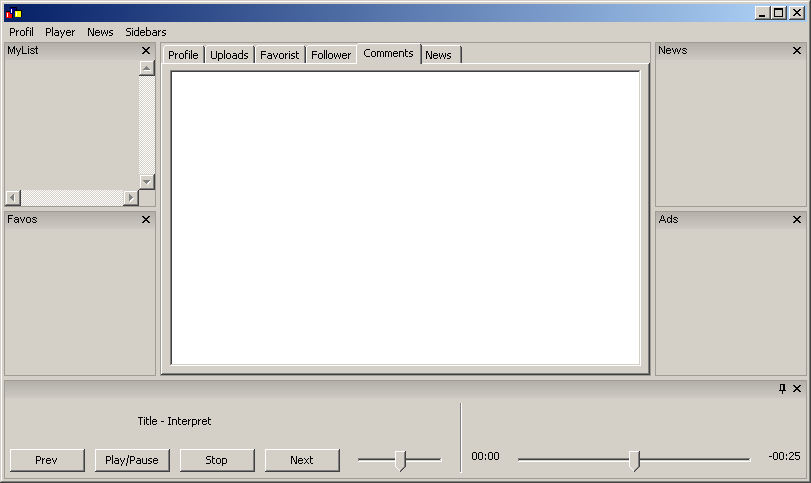 Profil Player News Sidebars
MyList
Profile Uploads Favorist Follower Comments News
News
Favos
Ads
Title - Interpret
Prev Play/Pause Stop Next
00:00 -00:25